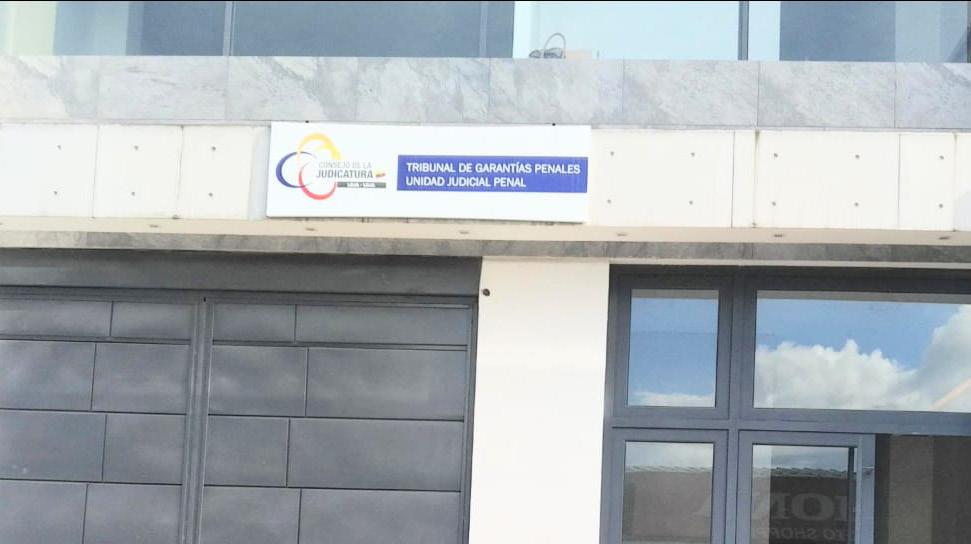 CONSEJO DE LA
JUDICATURA
TRIBUNAL DE GARANTÍAS PENALES
UNIDAD JUDICIAL PENAL